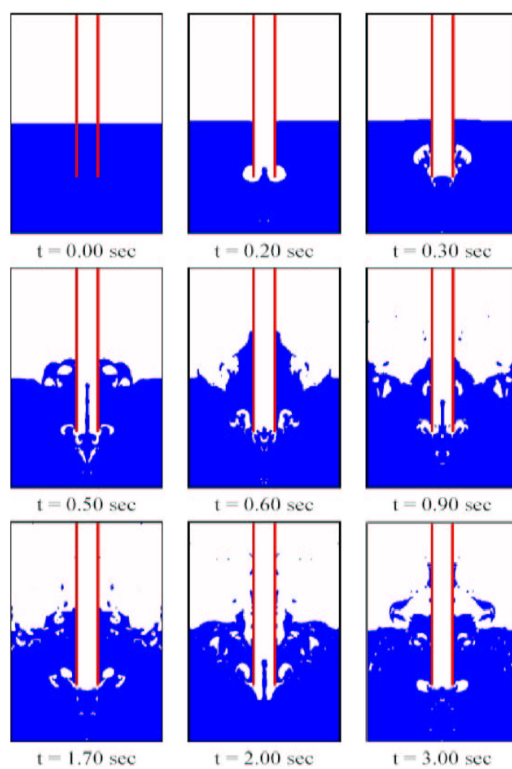 t = 0.00 sec
t = 0.20 sec
t = 0.30 sec
t = 0.50 sec
t = 0.60 sec
t = 0.90 sec
t = 1.70 sec
t = 2.00 sec
t = 3.00 sec